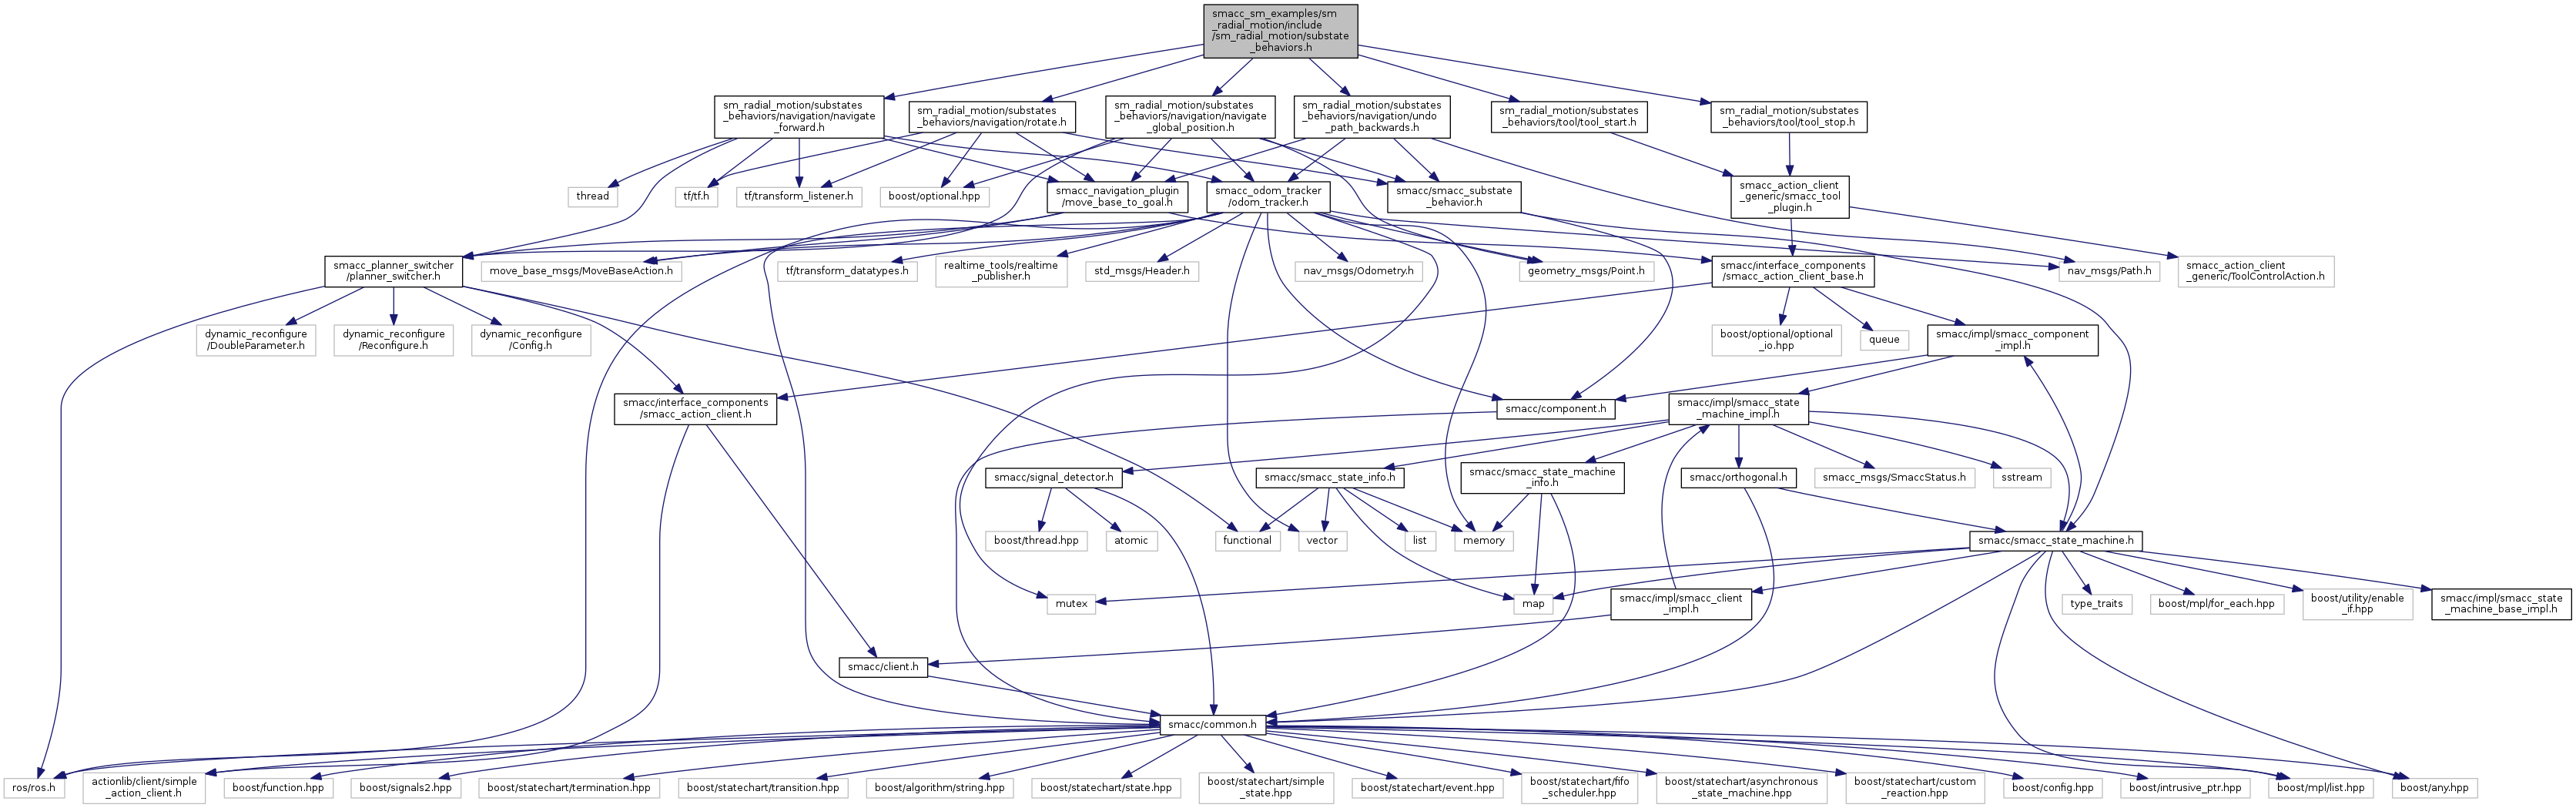 smacc_sm_examples/sm
_radial_motion/include
/sm_radial_motion/substate
_behaviors.h
sm_radial_motion/substates
_behaviors/navigation/navigate
_forward.h
sm_radial_motion/substates
_behaviors/navigation/rotate.h
sm_radial_motion/substates
_behaviors/navigation/navigate
_global_position.h
sm_radial_motion/substates
_behaviors/navigation/undo
_path_backwards.h
sm_radial_motion/substates
_behaviors/tool/tool_start.h
sm_radial_motion/substates
_behaviors/tool/tool_stop.h
thread
tf/tf.h
tf/transform_listener.h
boost/optional.hpp
smacc_navigation_plugin
/move_base_to_goal.h
smacc_odom_tracker
/odom_tracker.h
smacc/smacc_substate
_behavior.h
smacc_action_client
_generic/smacc_tool
_plugin.h
smacc_planner_switcher
/planner_switcher.h
move_base_msgs/MoveBaseAction.h
tf/transform_datatypes.h
realtime_tools/realtime
_publisher.h
std_msgs/Header.h
nav_msgs/Odometry.h
geometry_msgs/Point.h
smacc/interface_components
/smacc_action_client_base.h
nav_msgs/Path.h
smacc_action_client
_generic/ToolControlAction.h
dynamic_reconfigure
/DoubleParameter.h
dynamic_reconfigure
/Reconfigure.h
dynamic_reconfigure
/Config.h
boost/optional/optional
_io.hpp
queue
smacc/impl/smacc_component
_impl.h
smacc/interface_components
/smacc_action_client.h
smacc/component.h
smacc/impl/smacc_state
_machine_impl.h
smacc/signal_detector.h
smacc/smacc_state_info.h
smacc/smacc_state_machine
_info.h
smacc/orthogonal.h
smacc_msgs/SmaccStatus.h
sstream
boost/thread.hpp
atomic
functional
vector
list
memory
smacc/smacc_state_machine.h
mutex
map
smacc/impl/smacc_client
_impl.h
type_traits
boost/mpl/for_each.hpp
boost/utility/enable
_if.hpp
smacc/impl/smacc_state
_machine_base_impl.h
smacc/client.h
smacc/common.h
ros/ros.h
actionlib/client/simple
_action_client.h
boost/function.hpp
boost/signals2.hpp
boost/statechart/termination.hpp
boost/statechart/transition.hpp
boost/algorithm/string.hpp
boost/statechart/state.hpp
boost/statechart/simple
_state.hpp
boost/statechart/event.hpp
boost/statechart/fifo
_scheduler.hpp
boost/statechart/asynchronous
_state_machine.hpp
boost/statechart/custom
_reaction.hpp
boost/config.hpp
boost/intrusive_ptr.hpp
boost/mpl/list.hpp
boost/any.hpp